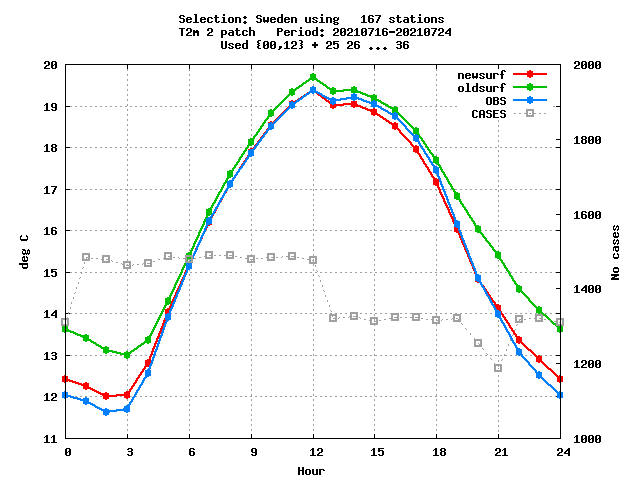 Selection: Sweden using   167 stations
T2m 2 patch   Period: 20210716-20210724
Used {00,12} + 25 26 ... 36
newsurf
oldsurf
OBS
CASES
20
19
18
17
16
15
14
13
12
11
deg C
2000
1800
1600
1400
1200
1000
No cases
0 3 6 9 12 15 18 21 24
Hour